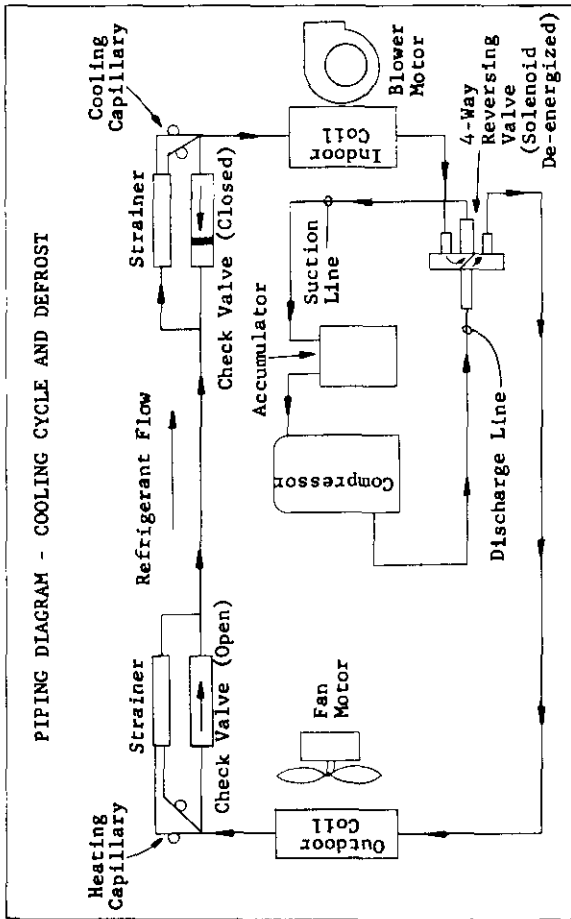 PIPING DIAGRAM - COOLING CYCLE AND DEFROST
Heating
Capillary
Strainer
Check Valve (Open)
Refrigerant Flow
Strainer
Check Valve (Closed)
Cooling
Capillary
Outdoor
Coil
Fan
Motor
Compressor
Accumulator
Suction
Line
Indoor
Coil
Blower
Motor
Discharge Line
4-Way
Reversing
Valve
(Solenoid
De-energized)